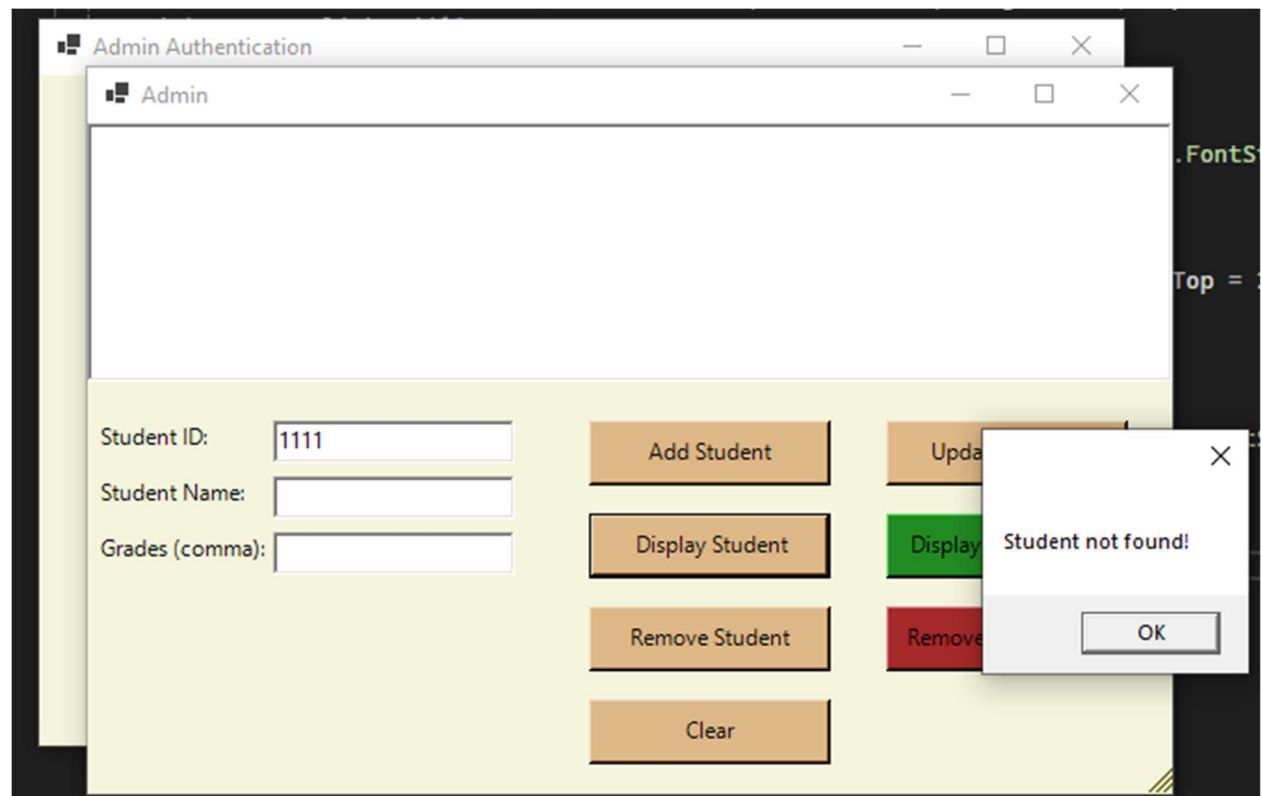 Admin Authentication
Admin
.FontS
Top =
Student ID:
1111
Add Student
Student Name:
Display Student
Display
Student not found!
Grades (comma):
Remove Student
Remove
OK
Clear